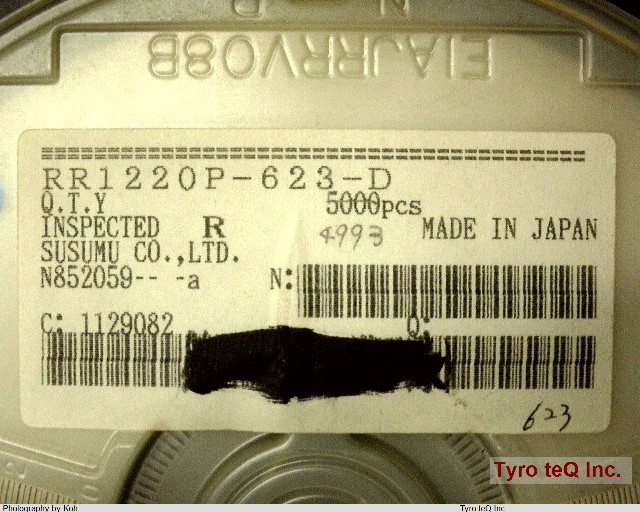 EIAJRRV08B
RR1220P-623-D
Q.T.Y 5000pcs
INSPECTED R 4993 MADE IN JAPAN
SUSUMU CO.,LTD.
N852059-- -a N:
C: 1129082 Q:
623
Tyro teQ Inc.
Photography by Koh Tyro teQ Inc